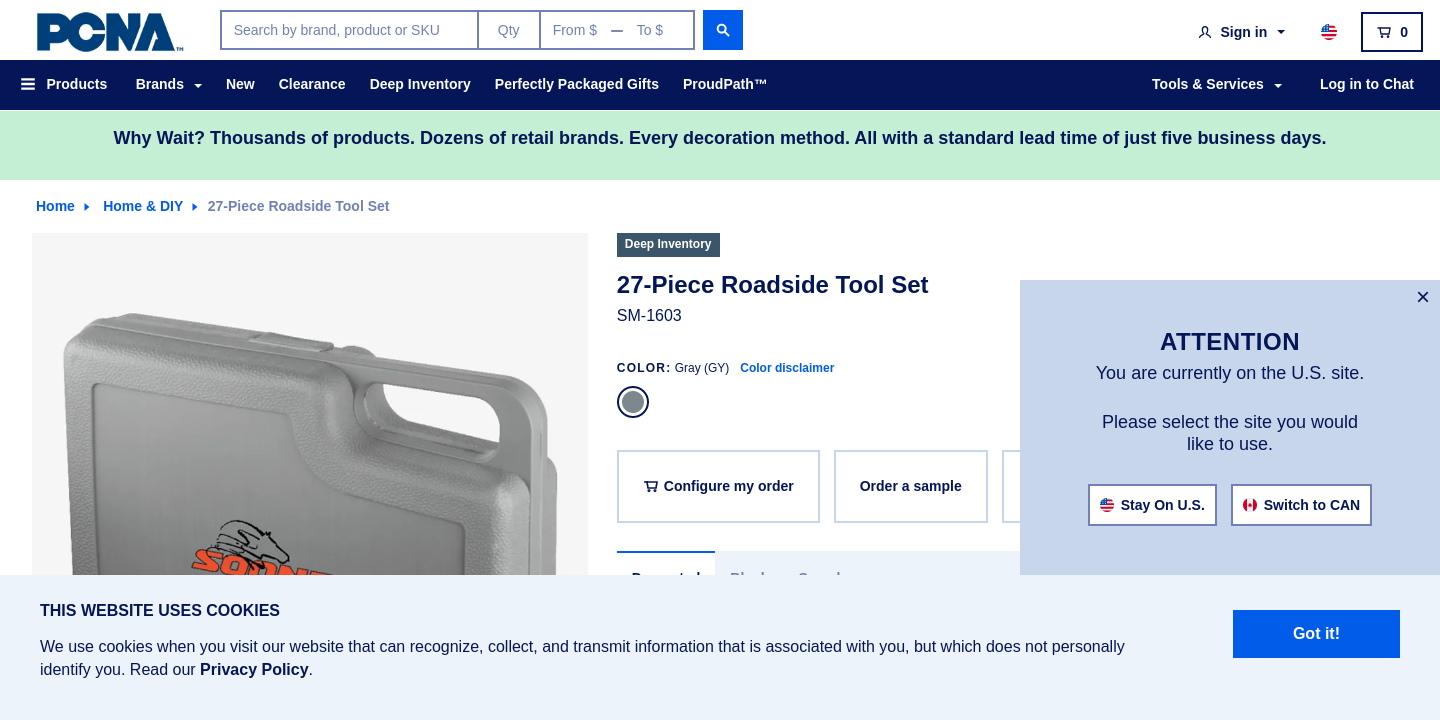 PCNA™
Search by brand, product or SKU
Qty
From $ — To $
Sign in
0
Products
Brands
New
Clearance
Deep Inventory
Perfectly Packaged Gifts
ProudPath™
Tools & Services
Log in to Chat
Why Wait? Thousands of products. Dozens of retail brands. Every decoration method. All with a standard lead time of just five business days.
Home
Home & DIY
27-Piece Roadside Tool Set
Deep Inventory
27-Piece Roadside Tool Set
SM-1603
COLOR: Gray (GY) Color disclaimer
Configure my order
Order a sample
×
ATTENTION
You are currently on the U.S. site.
Please select the site you would
like to use.
Stay On U.S.
Switch to CAN
THIS WEBSITE USES COOKIES
We use cookies when you visit our website that can recognize, collect, and transmit information that is associated with you, but which does not personally
identify you. Read our Privacy Policy.
Got it!